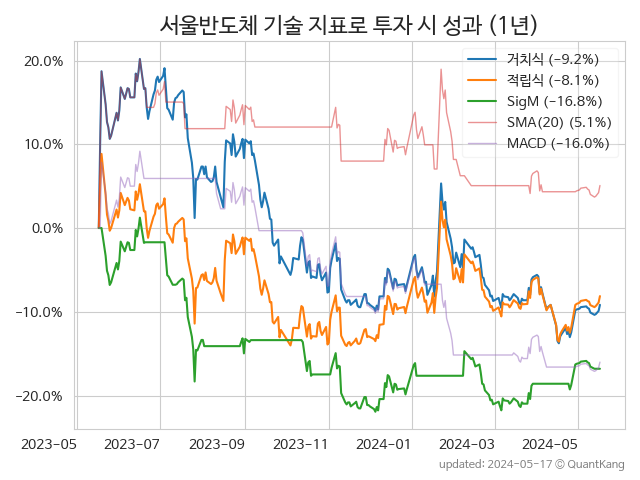 서울반도체 기술 지표로 투자 시 성과 (1년)
거치식 (−9.2%)
적립식 (−8.1%)
SigM (−16.8%)
SMA(20) (5.1%)
MACD (−16.0%)
20.0%
10.0%
0.0%
−10.0%
−20.0%
2023−05 2023−07 2023−09 2023−11 2024−01 2024−03 2024−05
updated: 2024−05−17 © QuantKang